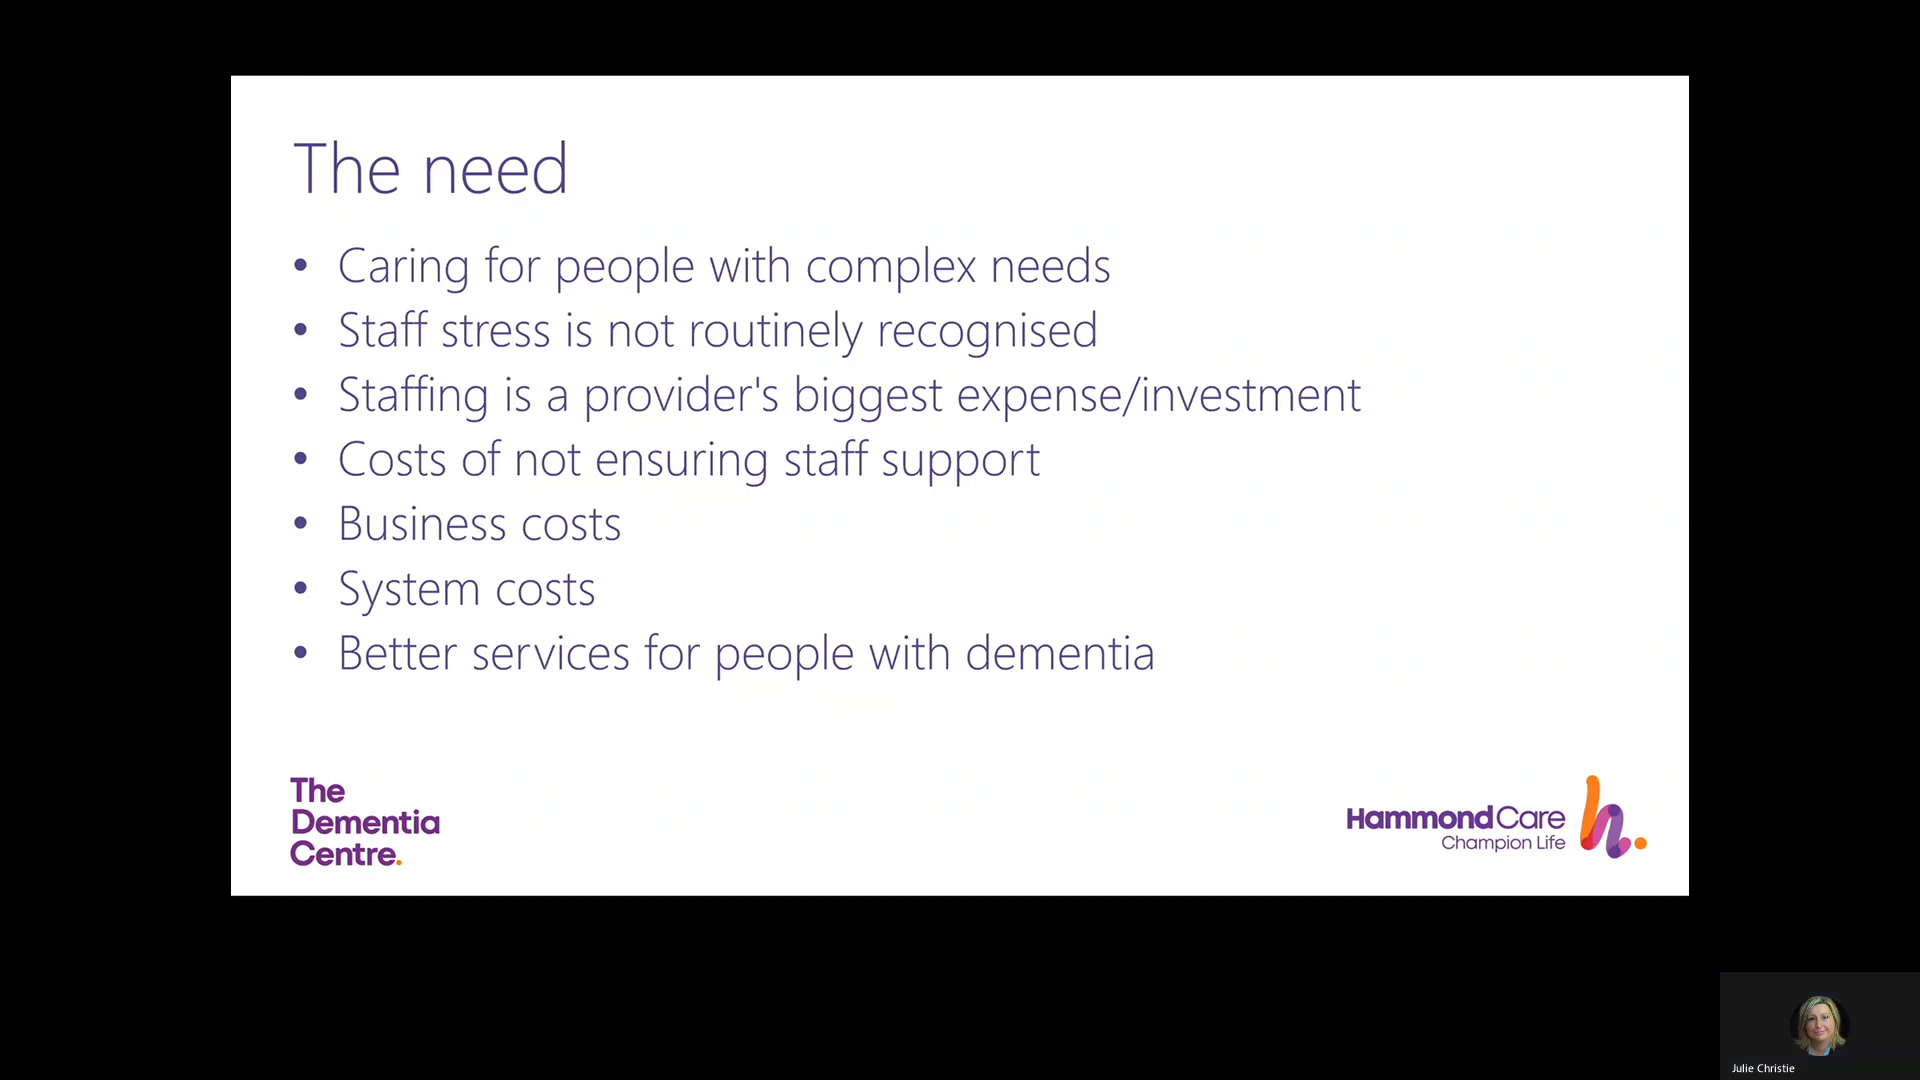 The need
• Caring for people with complex needs
• Staff stress is not routinely recognised
• Staffing is a provider's biggest expense/investment
• Costs of not ensuring staff support
• Business costs
• System costs
• Better services for people with dementia
The
Dementia
Centre.
HammondCare
Champion Life
h.
Julie Christie